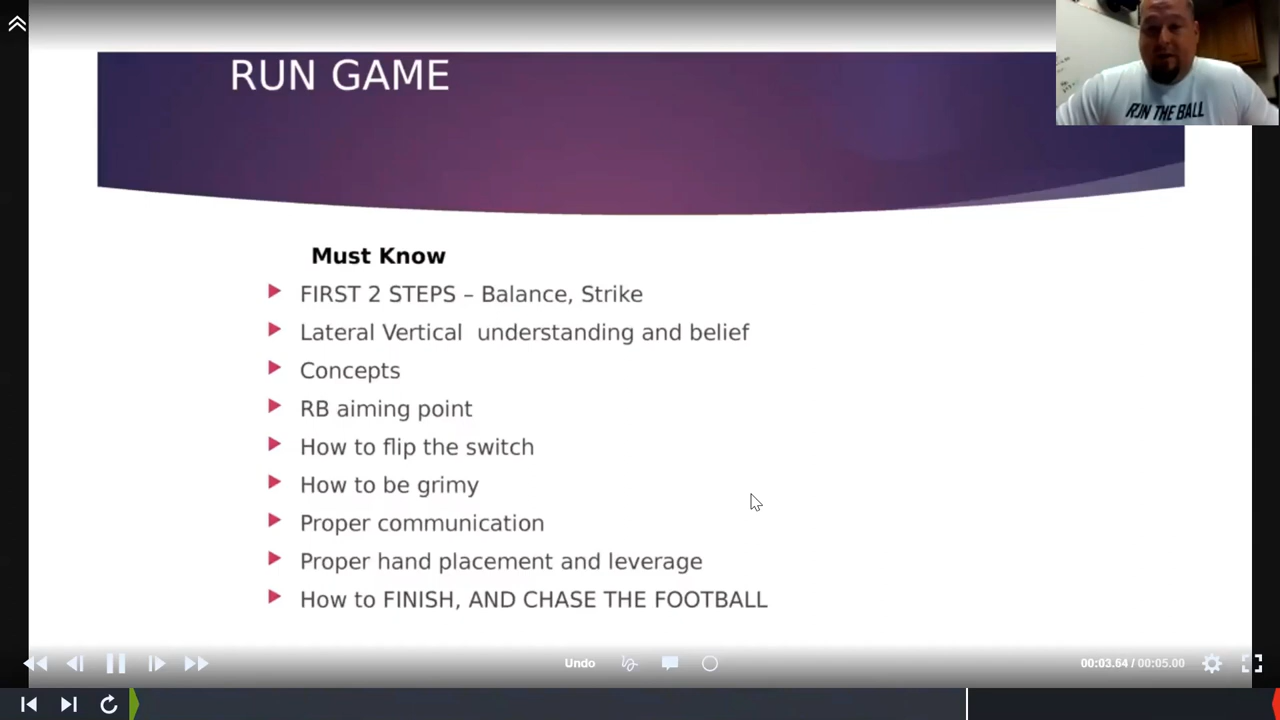 RUN GAME
RUN THE BALL
Must Know
FIRST 2 STEPS – Balance, Strike
Lateral Vertical  understanding and belief
Concepts
RB aiming point
How to flip the switch
How to be grimy
Proper communication
Proper hand placement and leverage
How to FINISH, AND CHASE THE FOOTBALL
Undo
00:03.64 / 00:05.00